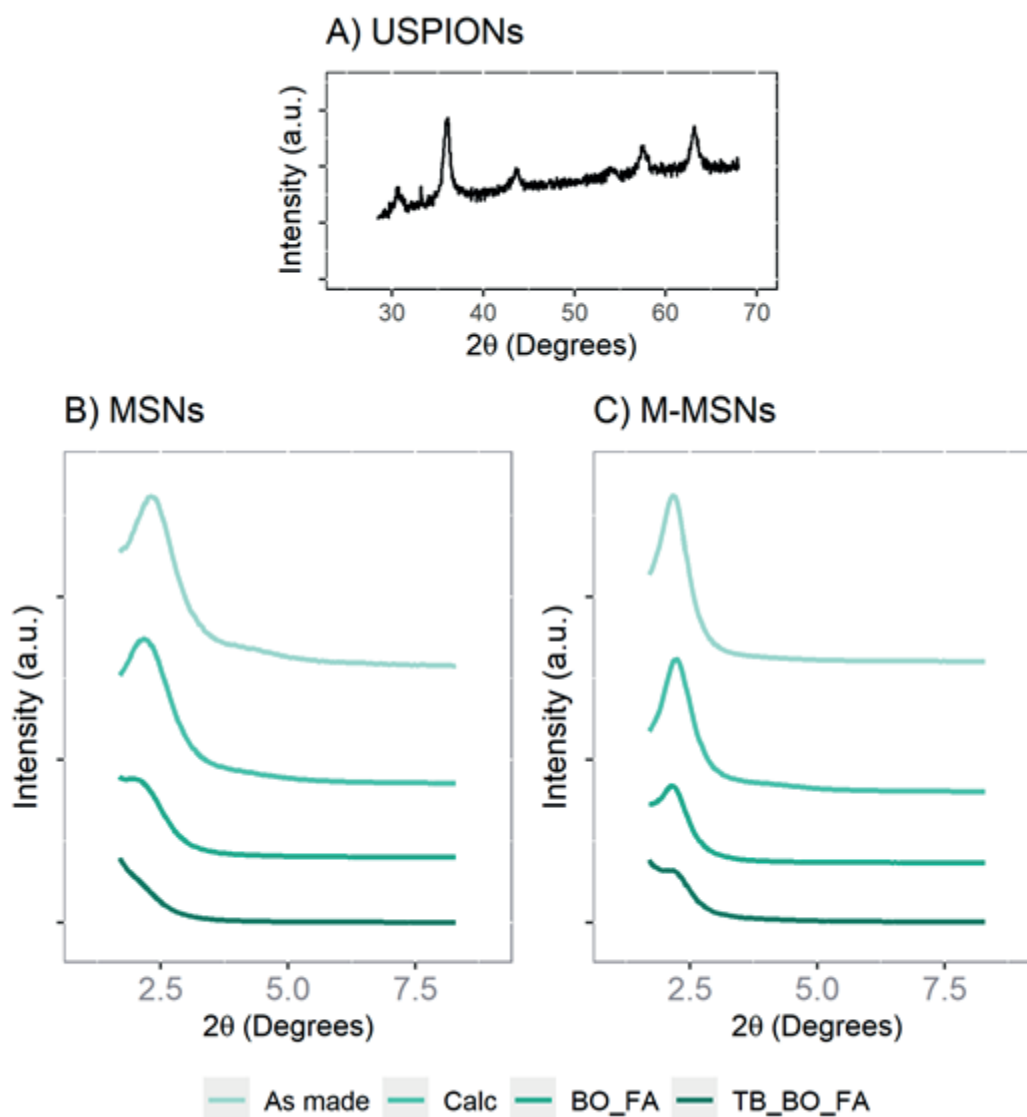 A) USPIONs
Intensity (a.u.)
30 40 50 60 70
2θ (Degrees)
B) MSNs
C) M-MSNs
Intensity (a.u.)
Intensity (a.u.)
2.5 5.0 7.5
2.5 5.0 7.5
2θ (Degrees)
2θ (Degrees)
As made Calc BO_FA TB_BO_FA